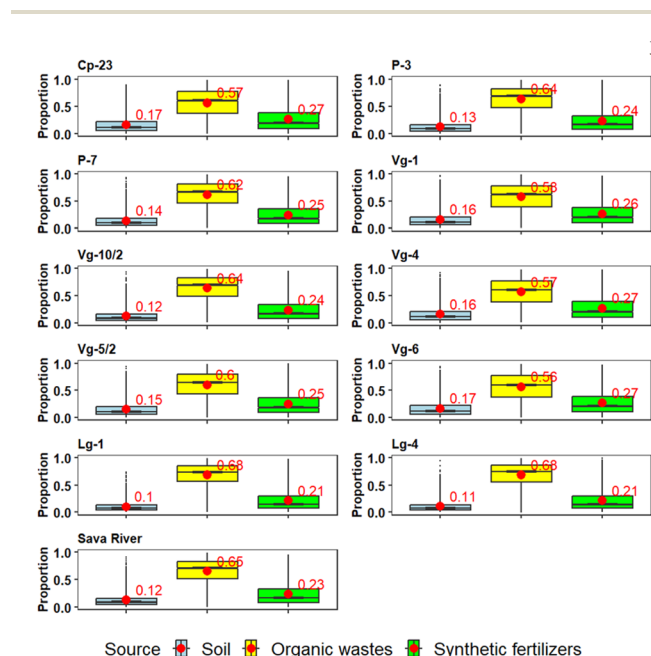 Cp-23 P-3
Proportion 1.0 0.5 0.0 0.17 0.57 0.27 1.0 0.5 0.0 0.13 0.64 0.24
P-7 Vg-1
Proportion 1.0 0.5 0.0 0.14 0.62 0.25 1.0 0.5 0.0 0.16 0.58 0.26
Vg-10/2 Vg-4
Proportion 1.0 0.5 0.0 0.12 0.64 0.24 1.0 0.5 0.0 0.16 0.57 0.27
Vg-5/2 Vg-6
Proportion 1.0 0.5 0.0 0.15 0.6 0.25 1.0 0.5 0.0 0.17 0.56 0.27
Lg-1 Lg-4
Proportion 1.0 0.5 0.0 0.1 0.68 0.21 1.0 0.5 0.0 0.11 0.68 0.21
Sava River
Proportion 1.0 0.5 0.0 0.12 0.65 0.23
Source Soil Organic wastes Synthetic fertilizers